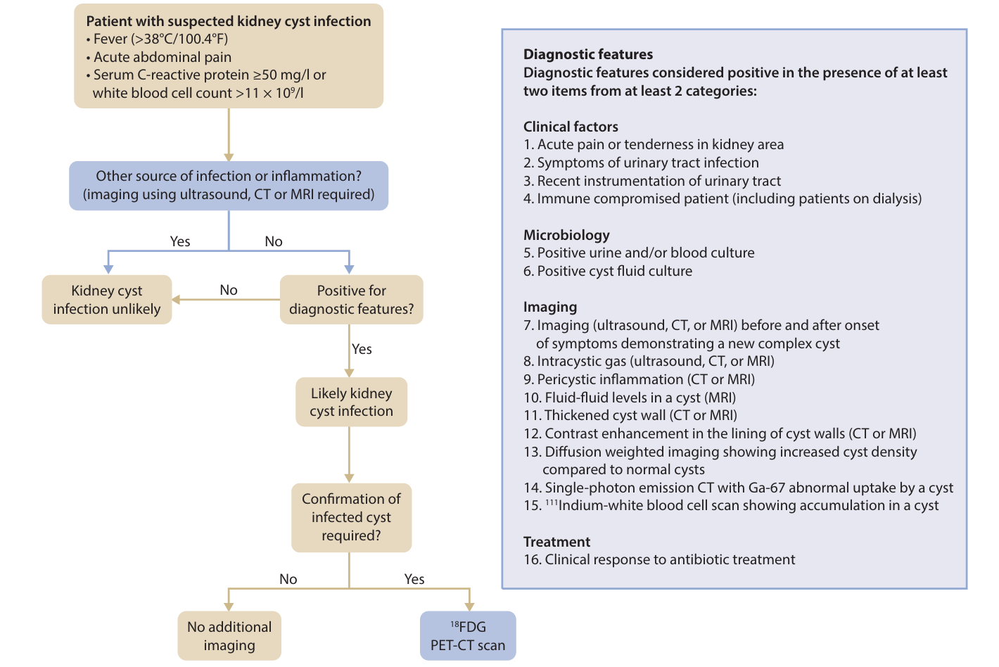 Patient with suspected kidney cyst infection
• Fever (>38°C/100.4°F)
• Acute abdominal pain
• Serum C-reactive protein ≥50 mg/l or
white blood cell count >11 × 10⁹/l
Other source of infection or inflammation?
(imaging using ultrasound, CT or MRI required)
Yes
No
Kidney cyst
infection unlikely
No
Positive for
diagnostic features?
Yes
Likely kidney
cyst infection
Confirmation of
infected cyst
required?
No
Yes
No additional
imaging
¹⁸FDG
PET-CT scan
Diagnostic features
Diagnostic features considered positive in the presence of at least
two items from at least 2 categories:
Clinical factors
1. Acute pain or tenderness in kidney area
2. Symptoms of urinary tract infection
3. Recent instrumentation of urinary tract
4. Immune compromised patient (including patients on dialysis)
Microbiology
5. Positive urine and/or blood culture
6. Positive cyst fluid culture
Imaging
7. Imaging (ultrasound, CT, or MRI) before and after onset
of symptoms demonstrating a new complex cyst
8. Intracystic gas (ultrasound, CT, or MRI)
9. Pericystic inflammation (CT or MRI)
10. Fluid-fluid levels in a cyst (MRI)
11. Thickened cyst wall (CT or MRI)
12. Contrast enhancement in the lining of cyst walls (CT or MRI)
13. Diffusion weighted imaging showing increased cyst density
compared to normal cysts
14. Single-photon emission CT with Ga-67 abnormal uptake by a cyst
15. ¹¹¹Indium-white blood cell scan showing accumulation in a cyst
Treatment
16. Clinical response to antibiotic treatment